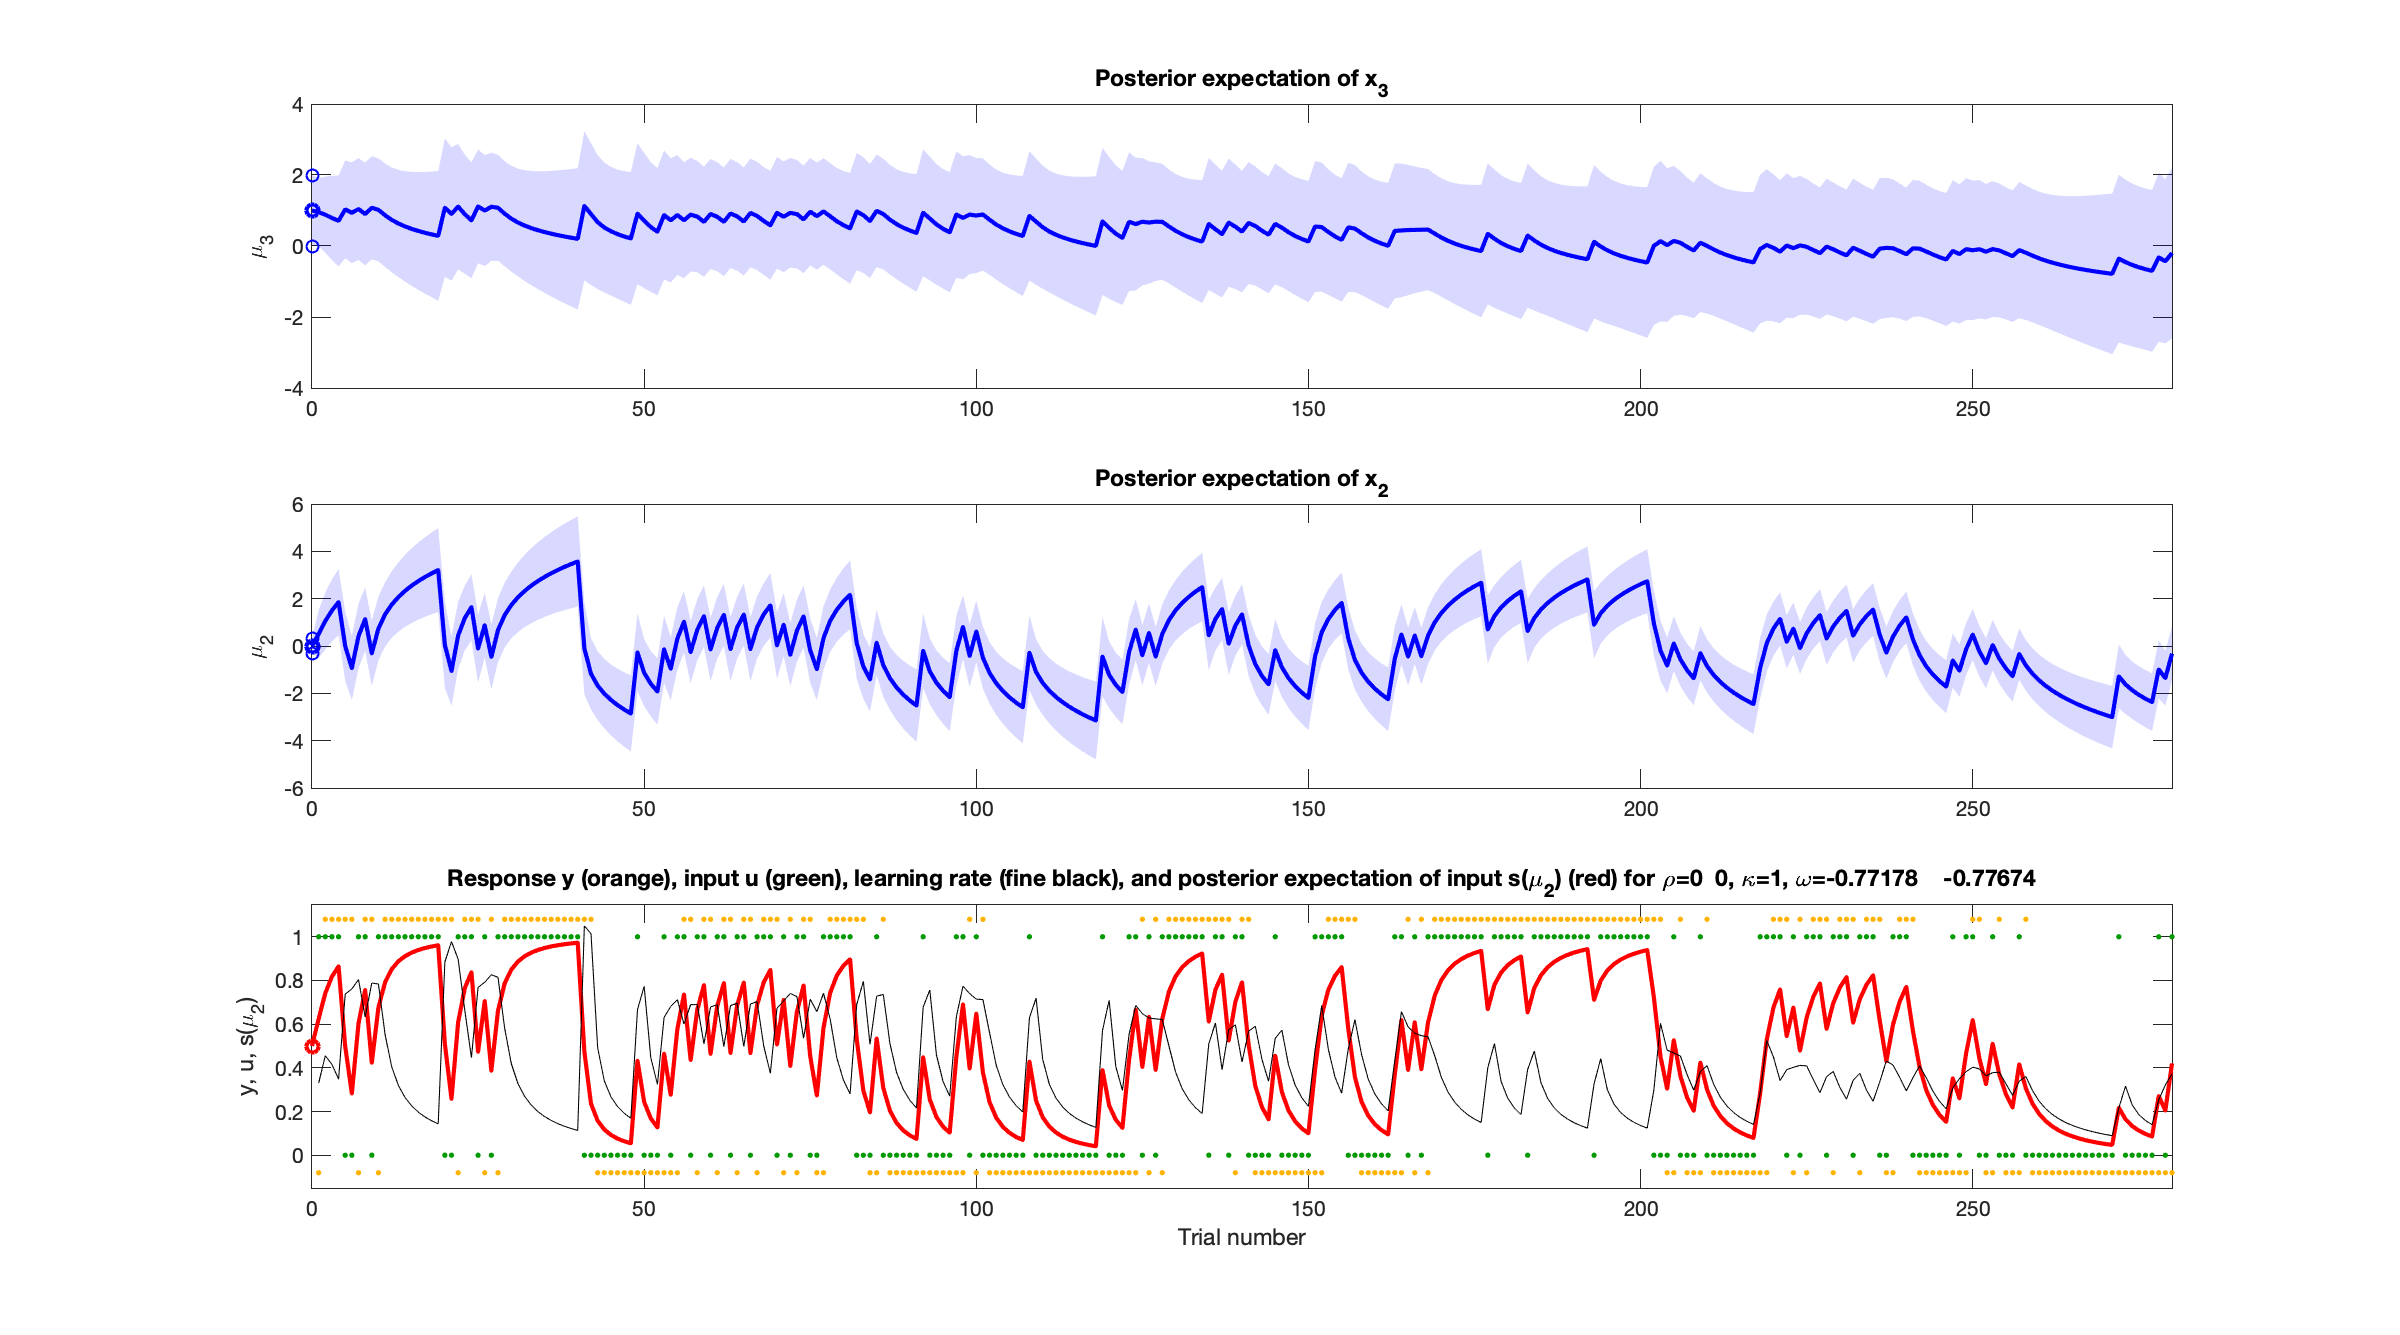 Posterior expectation of x3
4
2
0
-2
-4
μ3
0 50 100 150 200 250
Posterior expectation of x2
6
4
2
0
-2
-4
-6
μ2
0 50 100 150 200 250
Response y (orange), input u (green), learning rate (fine black), and posterior expectation of input s(μ2) (red) for ρ=0 0, κ=1, ω=-0.77178 -0.77674
1
0.8
0.6
0.4
0.2
0
y, u, s(μ2)
0 50 100 150 200 250
Trial number